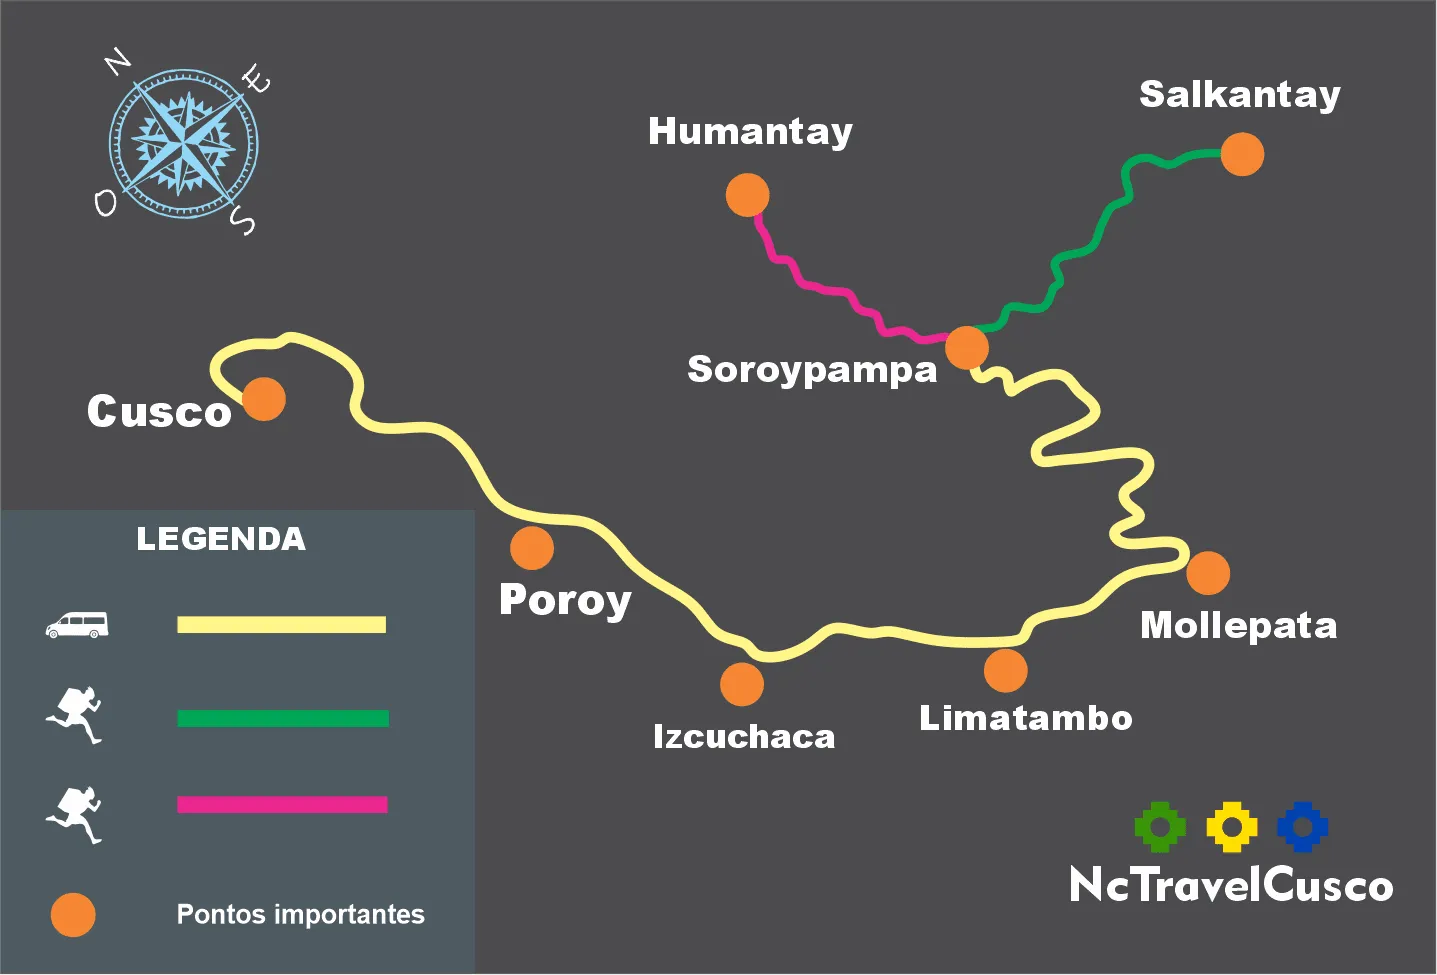 N
E
O
S
Humantay
Salkantay
Soroypampa
Cusco
Poroy
Mollepata
Izcuchaca
Limatambo
LEGENDA
Pontos importantes
NcTravelCusco